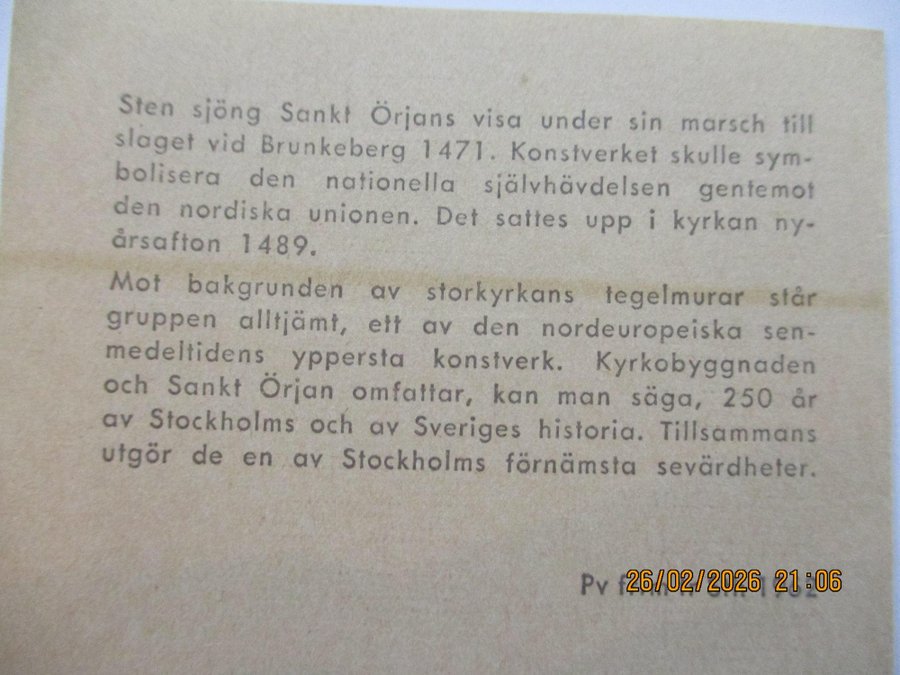 Sten sjöng Sankt Örjans visa under sin marsch till
slaget vid Brunkeberg 1471. Konstverket skulle sym-
bolisera den nationella självhävdelsen gentemot
den nordiska unionen. Det sattes upp i kyrkan ny-
årsafton 1489.
Mot bakgrunden av storkyrkans tegelmurar står
gruppen alltjämt, ett av den nordeuropeiska sen-
medeltidens yppersta konstverk. Kyrkobyggnaden
och Sankt Örjan omfattar, kan man säga, 250 år
av Stockholms och av Sveriges historia. Tillsammans
utgör de en av Stockholms förnämsta sevärdheter.
Pv
26/02/2026 21:06